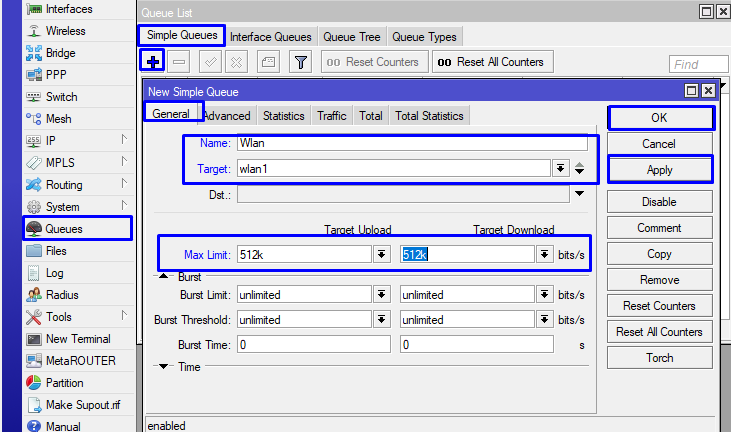 Interfaces
Wireless
Bridge
PPP
Switch
Mesh
IP
MPLS
Routing
System
Queues
Files
Log
Radius
Tools
New Terminal
MetaROUTER
Partition
Make Supout.rif
Manual
Queue List
Simple Queues Interface Queues Queue Tree Queue Types
00 Reset Counters 00 Reset All Counters Find
New Simple Queue
General Advanced Statistics Traffic Total Total Statistics
Name: Wlan
Target: wlan1
Dst.:
Target Upload Target Download
Max Limit: 512k 512k bits/s
Burst
Burst Limit: unlimited unlimited bits/s
Burst Threshold: unlimited unlimited bits/s
Burst Time: 0 0 s
Time
enabled
OK
Cancel
Apply
Disable
Comment
Copy
Remove
Reset Counters
Reset All Counters
Torch